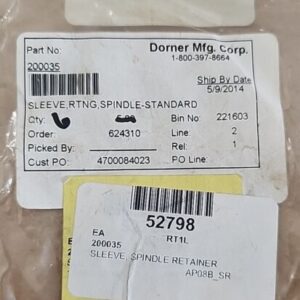 Part No: Dorner Mfg. Corp.
200035 1-800-397-8664
Ship By Date
5/9/2014
SLEEVE,RTNG,SPINDLE-STANDARD
Qty: 6 Bin No: 221603
Order: 624310 Line: 2
Picked By: Rel: 1
Cust PO: 4700084023 PO Line:
52798
EA RT1L
200035
SLEEVE, SPINDLE RETAINER
AP08B_SR